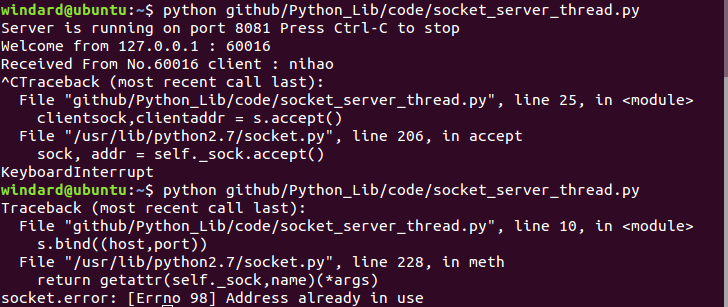 windard@ubuntu:~$ python github/Python_Lib/code/socket_server_thread.py
Server is running on port 8081 Press Ctrl-C to stop
Welcome from 127.0.0.1 : 60016
Received From No.60016 client : nihao
^CTraceback (most recent call last):
  File "github/Python_Lib/code/socket_server_thread.py", line 25, in <module>
    clientsock,clientaddr = s.accept()
  File "/usr/lib/python2.7/socket.py", line 206, in accept
    sock, addr = self._sock.accept()
KeyboardInterrupt
windard@ubuntu:~$ python github/Python_Lib/code/socket_server_thread.py
Traceback (most recent call last):
  File "github/Python_Lib/code/socket_server_thread.py", line 10, in <module>
    s.bind((host,port))
  File "/usr/lib/python2.7/socket.py", line 228, in meth
    return getattr(self._sock,name)(*args)
socket.error: [Errno 98] Address already in use